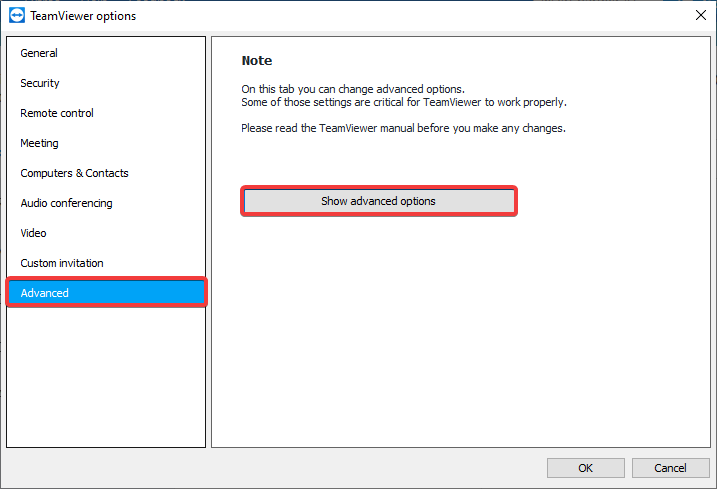 TeamViewer options
General
Security
Remote control
Meeting
Computers & Contacts
Audio conferencing
Video
Custom invitation
Advanced
Note
On this tab you can change advanced options.
Some of those settings are critical for TeamViewer to work properly.
Please read the TeamViewer manual before you make any changes.
Show advanced options
OK
Cancel